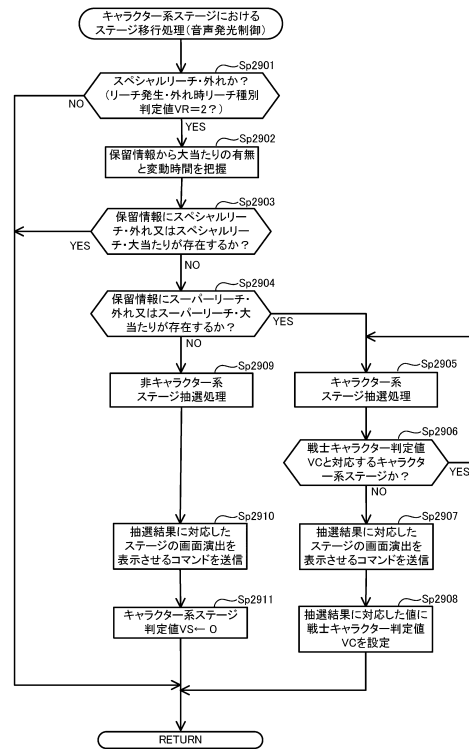 キャラクター系ステージにおける
ステージ移行処理(音声発光制御)
Sp2901
スペシャルリーチ・外れか?
(リーチ発生・外れ時リーチ種別
判定値VR=2?)
NO
YES
Sp2902
保留情報から大当たりの有無
と変動時間を把握
Sp2903
保留情報にスペシャルリー
チ・外れ又はスペシャルリー
チ・大当たりが存在するか?
YES
NO
Sp2904
保留情報にスーパーリーチ・
外れ又はスーパーリーチ・大
当たりが存在するか?
YES
NO
Sp2909
非キャラクター系
ステージ抽選処理
Sp2905
キャラクター系
ステージ抽選処理
Sp2906
戦士キャラクター判定値
VCと対応するキャラクタ
ー系ステージか?
YES
NO
Sp2910
抽選結果に対応した
ステージの画面演出を
表示させるコマンドを送信
Sp2907
抽選結果に対応した
ステージの画面演出を
表示させるコマンドを送信
Sp2911
キャラクター系ステージ
判定値VS←0
Sp2908
抽選結果に対応した値に
戦士キャラクター判定値
VCを設定
RETURN